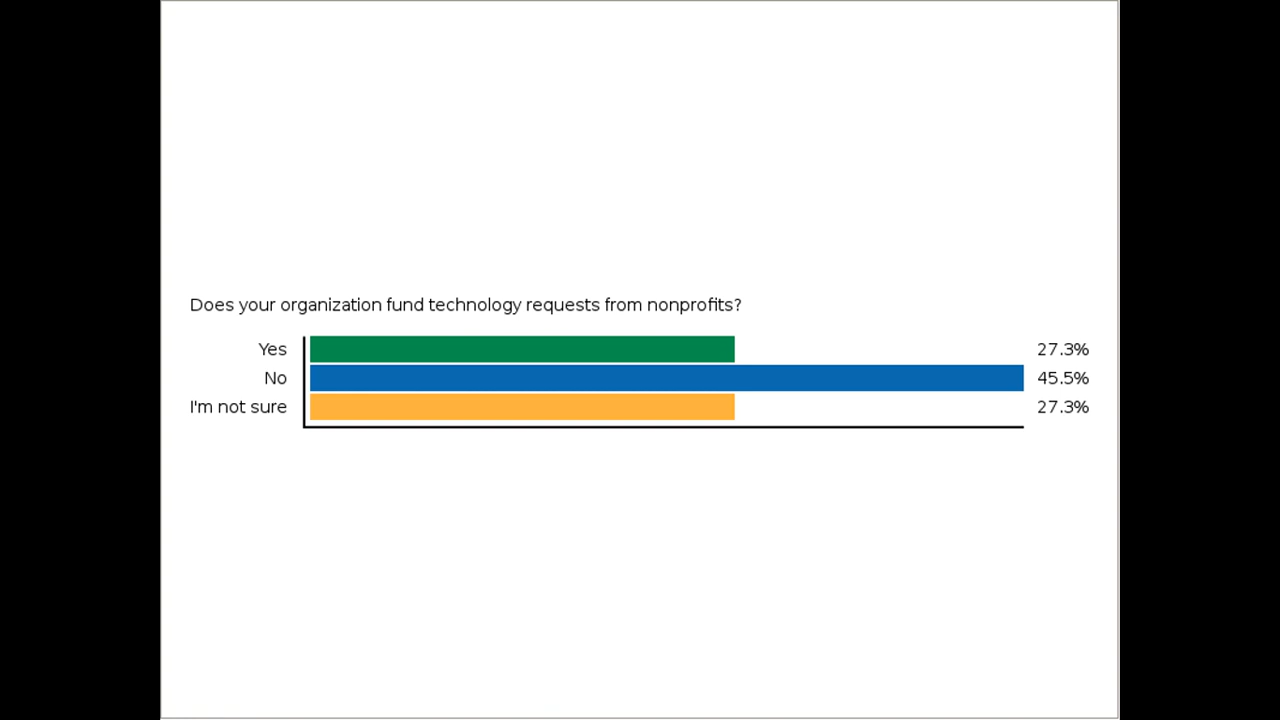 Does your organization fund technology requests from nonprofits?
Yes 27.3%
No 45.5%
I'm not sure 27.3%